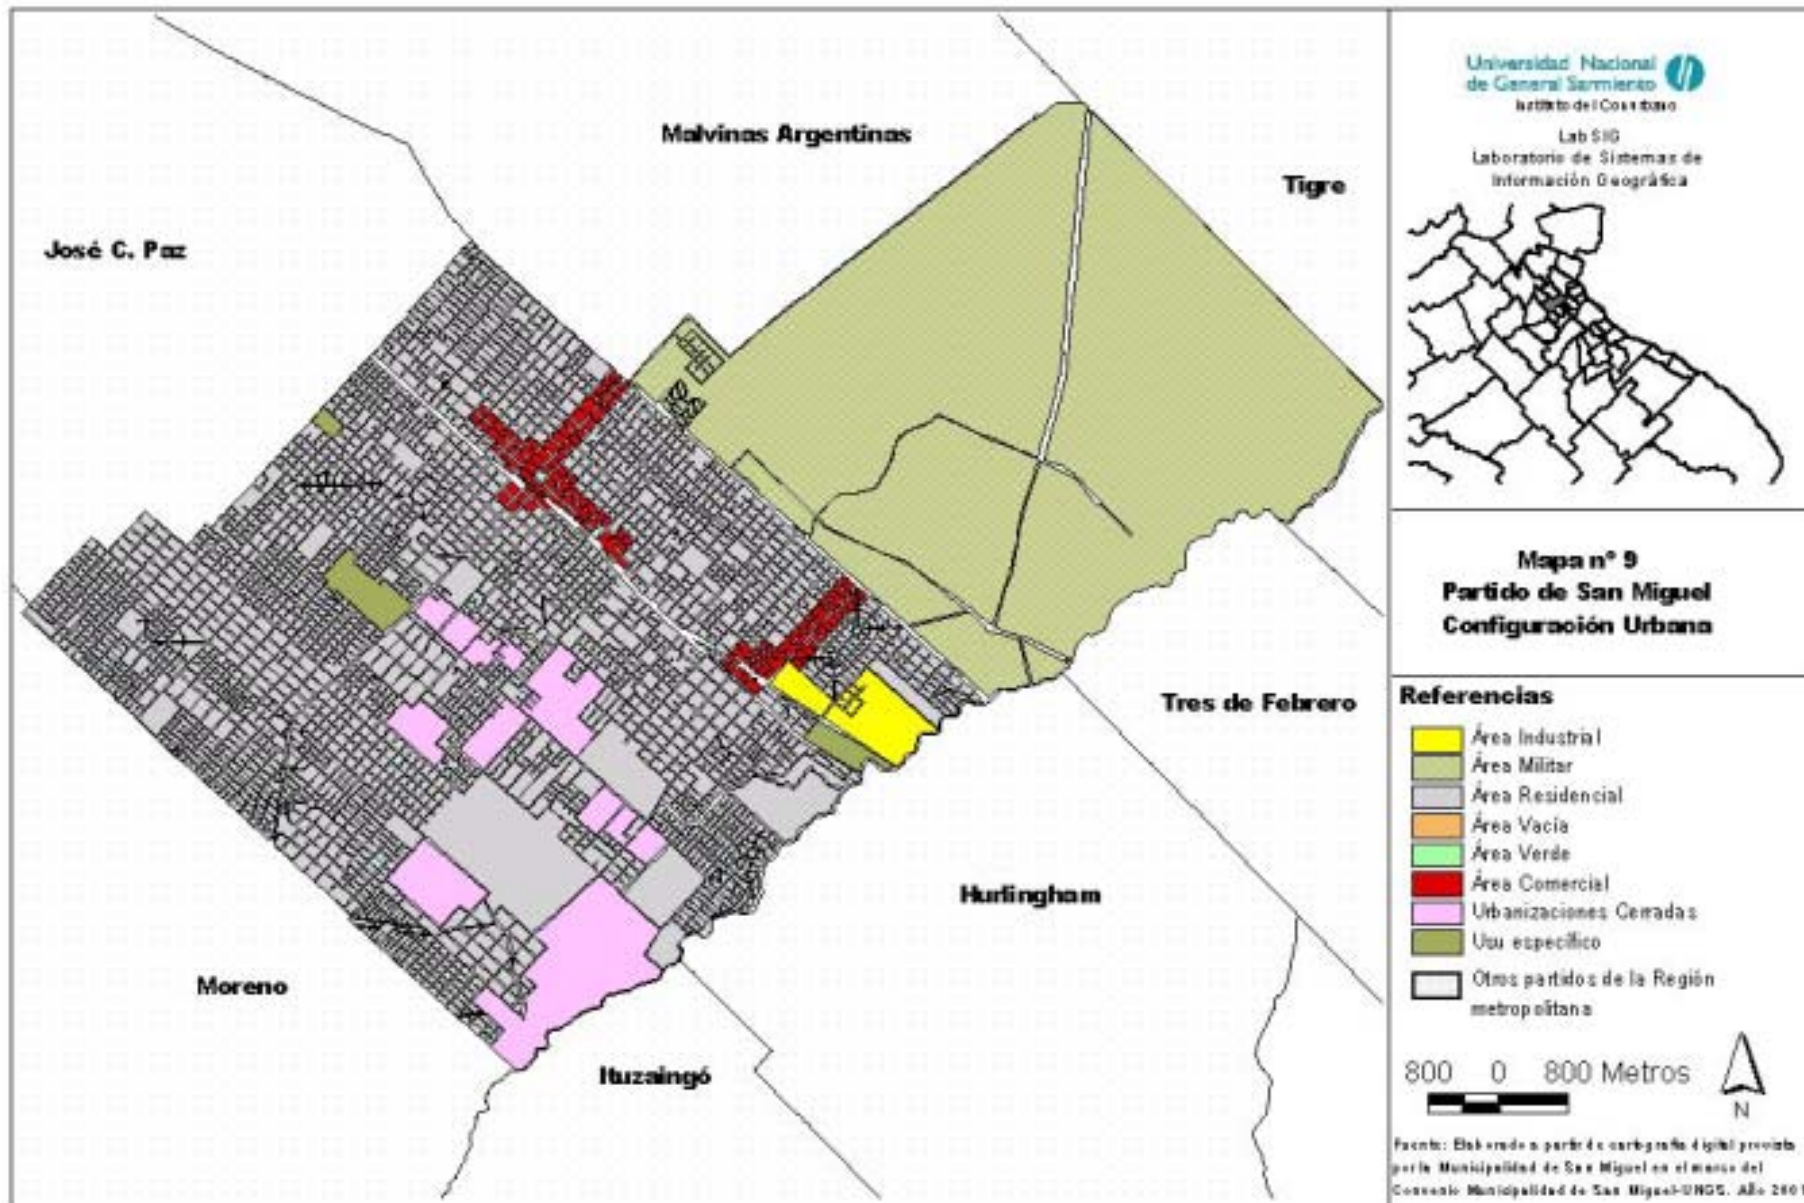 Malvinas Argentinas
Tigre
José C. Paz
Tres de Febrero
Hurlingham
Moreno
Ituzaingó
Universidad Nacional
de General Sarmiento
Instituto del Conurbano
Lab SIG
Laboratorio de Sistemas de
Información Geográfica
Mapa nº 9
Partido de San Miguel
Configuración Urbana
Referencias
Área Industrial
Área Militar
Área Residencial
Área Vacía
Área Verde
Área Comercial
Urbanizaciones Cerradas
Usu específico
Otros partidos de la Región
metropolitana
800 0 800 Metros
N
Fuente: Elaborado a partir de cartografía digital provista
por la Municipalidad de San Miguel en el marco del
Convenio Municipalidad de San Miguel-UNGS. Año